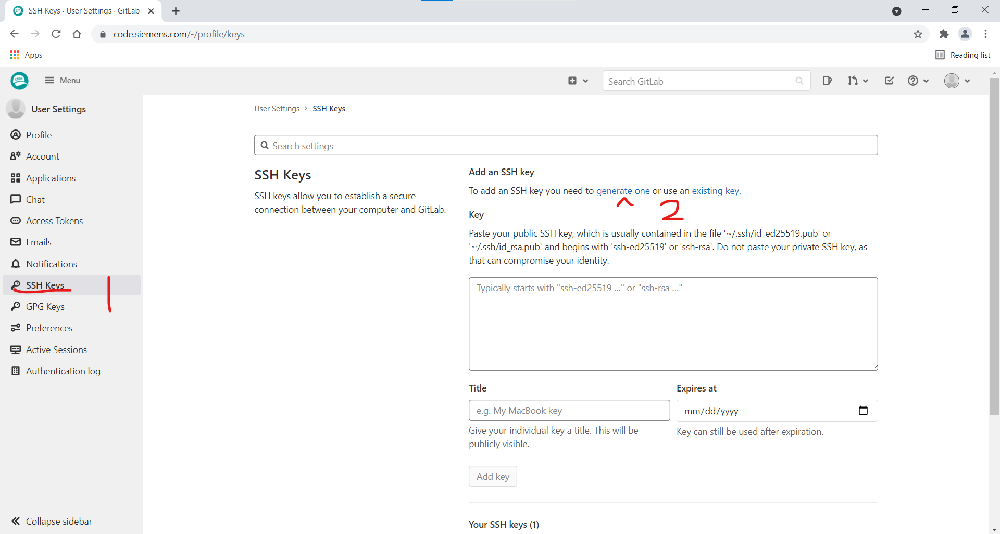 SSH Keys · User Settings · GitLab
code.siemens.com/-/profile/keys
Apps
Reading list
CODE
Menu
Search GitLab
User Settings
Profile
Account
Applications
Chat
Access Tokens
Emails
Notifications
SSH Keys
1
GPG Keys
Preferences
Active Sessions
Authentication log
Collapse sidebar
User Settings > SSH Keys
Search settings
SSH Keys
SSH keys allow you to establish a secure
connection between your computer and GitLab.
Add an SSH key
To add an SSH key you need to generate one or use an existing key.
^ 2
Key
Paste your public SSH key, which is usually contained in the file '~/.ssh/id_ed25519.pub' or
'~/.ssh/id_rsa.pub' and begins with 'ssh-ed25519' or 'ssh-rsa'. Do not paste your private SSH key, as
that can compromise your identity.
Typically starts with "ssh-ed25519 ..." or "ssh-rsa ..."
Title
e.g. My MacBook key
Give your individual key a title. This will be
publicly visible.
Expires at
mm/dd/yyyy
Key can still be used after expiration.
Add key
Your SSH keys (1)